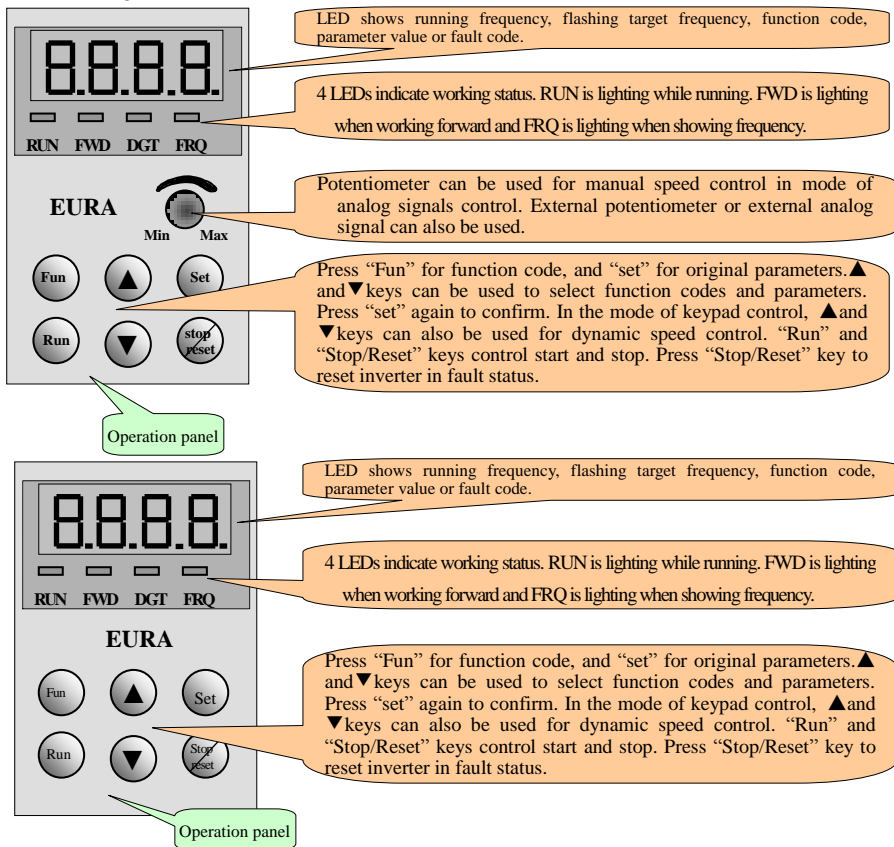 LED shows running frequency, flashing target frequency, function code,
parameter value or fault code.
8.8.8.8.
4 LEDs indicate working status. RUN is lighting while running. FWD is lighting
when working forward and FRQ is lighting when showing frequency.
RUN FWD DGT FRQ
EURA
Min Max
Potentiometer can be used for manual speed control in mode of
analog signals control. External potentiometer or external analog
signal can also be used.
Fun ▲ Set
Run ▼ stop
reset
Press “Fun” for function code, and “set” for original parameters.▲
and▼keys can be used to select function codes and parameters.
Press “set” again to confirm. In the mode of keypad control, ▲and
▼keys can also be used for dynamic speed control. “Run” and
“Stop/Reset” keys control start and stop. Press “Stop/Reset” key to
reset inverter in fault status.
Operation panel
LED shows running frequency, flashing target frequency, function code,
parameter value or fault code.
8.8.8.8.
4 LEDs indicate working status. RUN is lighting while running. FWD is lighting
when working forward and FRQ is lighting when showing frequency.
RUN FWD DGT FRQ
EURA
Fun ▲ Set
Run ▼ Stop
reset
Press “Fun” for function code, and “set” for original parameters.▲
and▼keys can be used to select function codes and parameters.
Press “set” again to confirm. In the mode of keypad control, ▲and
▼keys can also be used for dynamic speed control. “Run” and
“Stop/Reset” keys control start and stop. Press “Stop/Reset” key to
reset inverter in fault status.
Operation panel